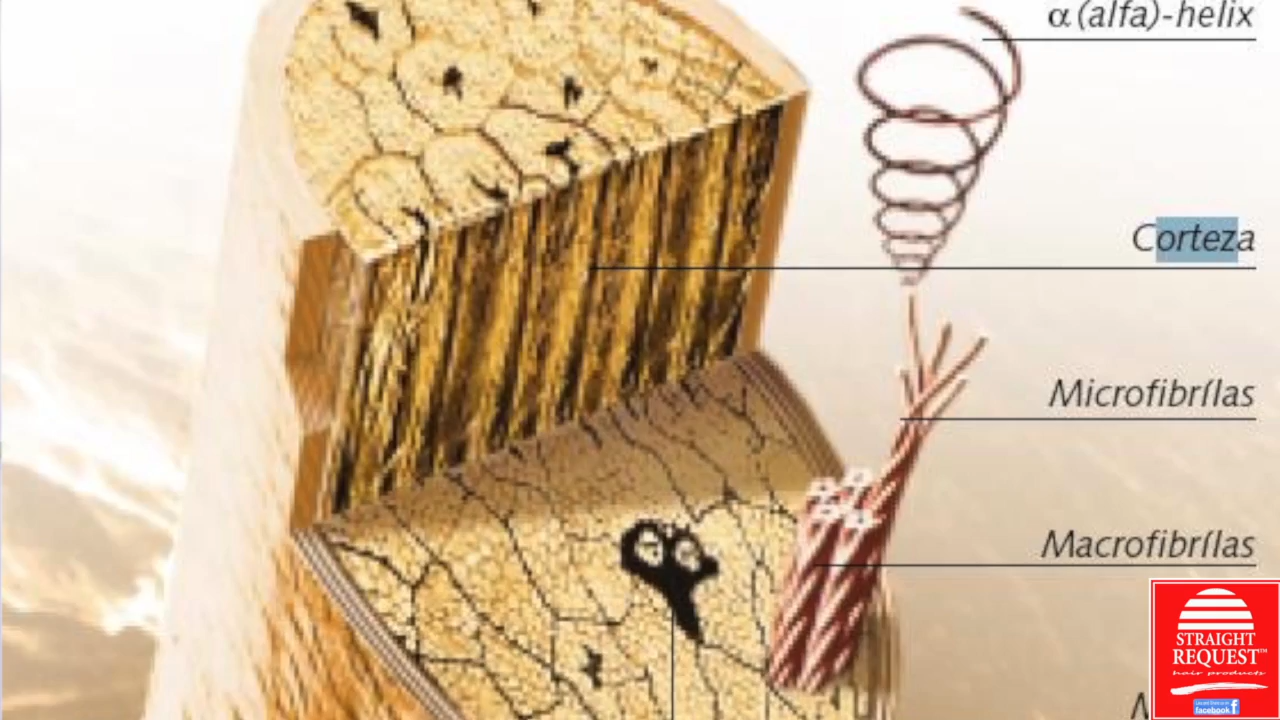 α(alfa)-helix
Corteza
Microfibrílas
Macrofibrílas
STRAIGHT
REQUEST™
hair products
facebook f